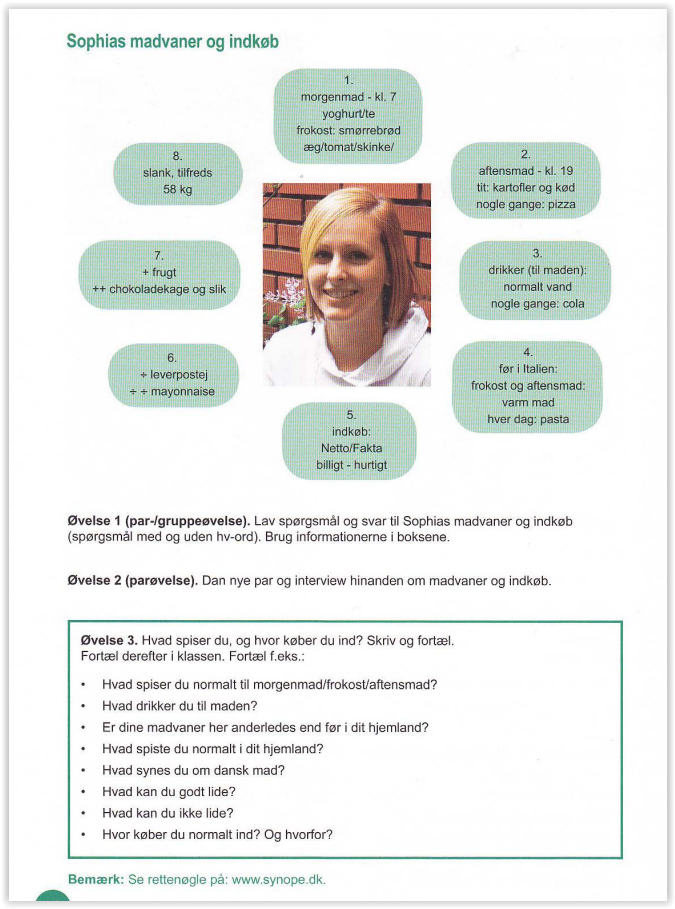 Sophias madvaner og indkøb
1.
morgenmad - kl. 7
yoghurt/te
frokost: smørrebrød
æg/tomat/skinke/
2.
aftensmad - kl. 19
tit: kartofler og kød
nogle gange: pizza
3.
drikker (til maden):
normalt vand
nogle gange: cola
4.
før i Italien:
frokost og aftensmad:
varm mad
hver dag: pasta
5.
indkøb:
Netto/Fakta
billigt - hurtigt
6.
÷ leverpostej
÷ ÷ mayonnaise
7.
+ frugt
++ chokoladekage og slik
8.
slank, tilfreds
58 kg
Øvelse 1 (par-/gruppeøvelse). Lav spørgsmål og svar til Sophias madvaner og indkøb
(spørgsmål med og uden hv-ord). Brug informationerne i boksene.
Øvelse 2 (parøvelse). Dan nye par og interview hinanden om madvaner og indkøb.
Øvelse 3. Hvad spiser du, og hvor køber du ind? Skriv og fortæl.
Fortæl derefter i klassen. Fortæl f.eks.:
• Hvad spiser du normalt til morgenmad/frokost/aftensmad?
• Hvad drikker du til maden?
• Er dine madvaner her anderledes end før i dit hjemland?
• Hvad spiste du normalt i dit hjemland?
• Hvad synes du om dansk mad?
• Hvad kan du godt lide?
• Hvad kan du ikke lide?
• Hvor køber du normalt ind? Og hvorfor?
Bemærk: Se rettenøgle på: www.synope.dk.